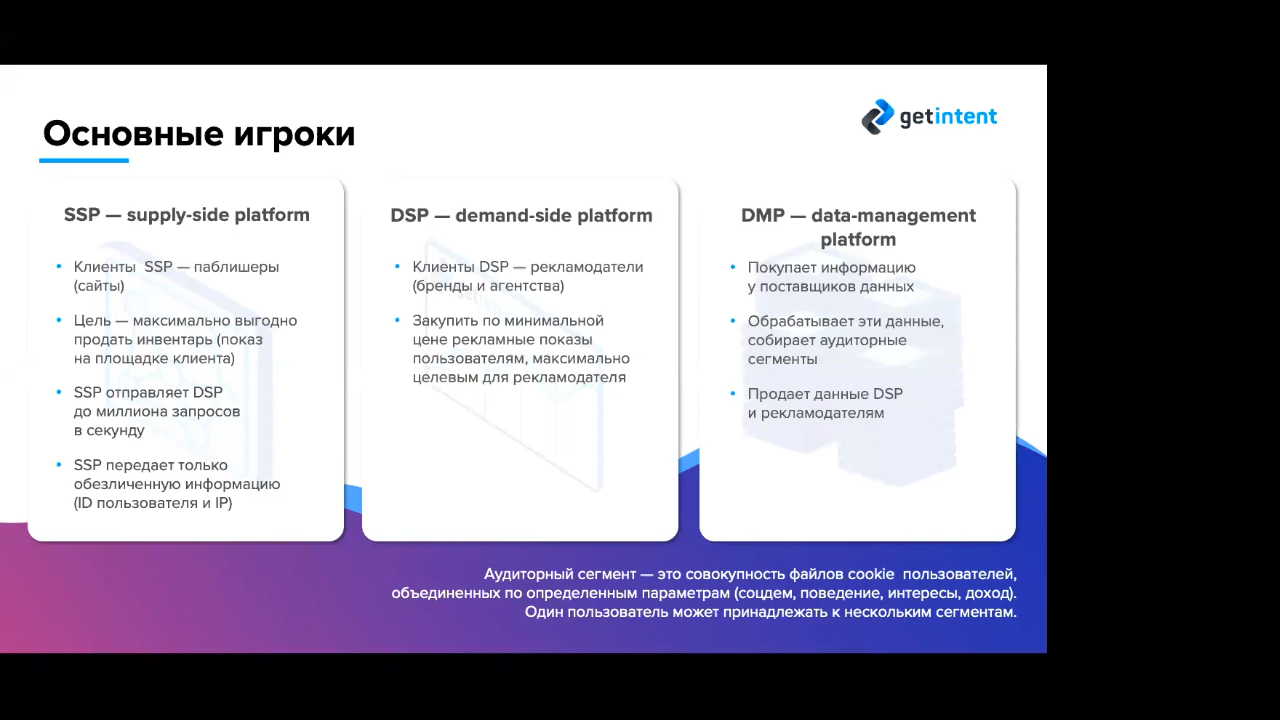 Основные игроки
getintent
SSP — supply-side platform
Клиенты SSP — паблишеры
(сайты)
Цель — максимально выгодно
продать инвентарь (показ
на площадке клиента)
SSP отправляет DSP
до миллиона запросов
в секунду
SSP передает только
обезличенную информацию
(ID пользователя и IP)
DSP — demand-side platform
Клиенты DSP — рекламодатели
(бренды и агентства)
Закупить по минимальной
цене рекламные показы
пользователям, максимально
целевым для рекламодателя
DMP — data-management
platform
Покупает информацию
у поставщиков данных
Обрабатывает эти данные,
собирает аудиторные
сегменты
Продает данные DSP
и рекламодателям
Аудиторный сегмент — это совокупность файлов cookie пользователей,
объединенных по определенным параметрам (соцдем, поведение, интересы, доход).
Один пользователь может принадлежать к нескольким сегментам.